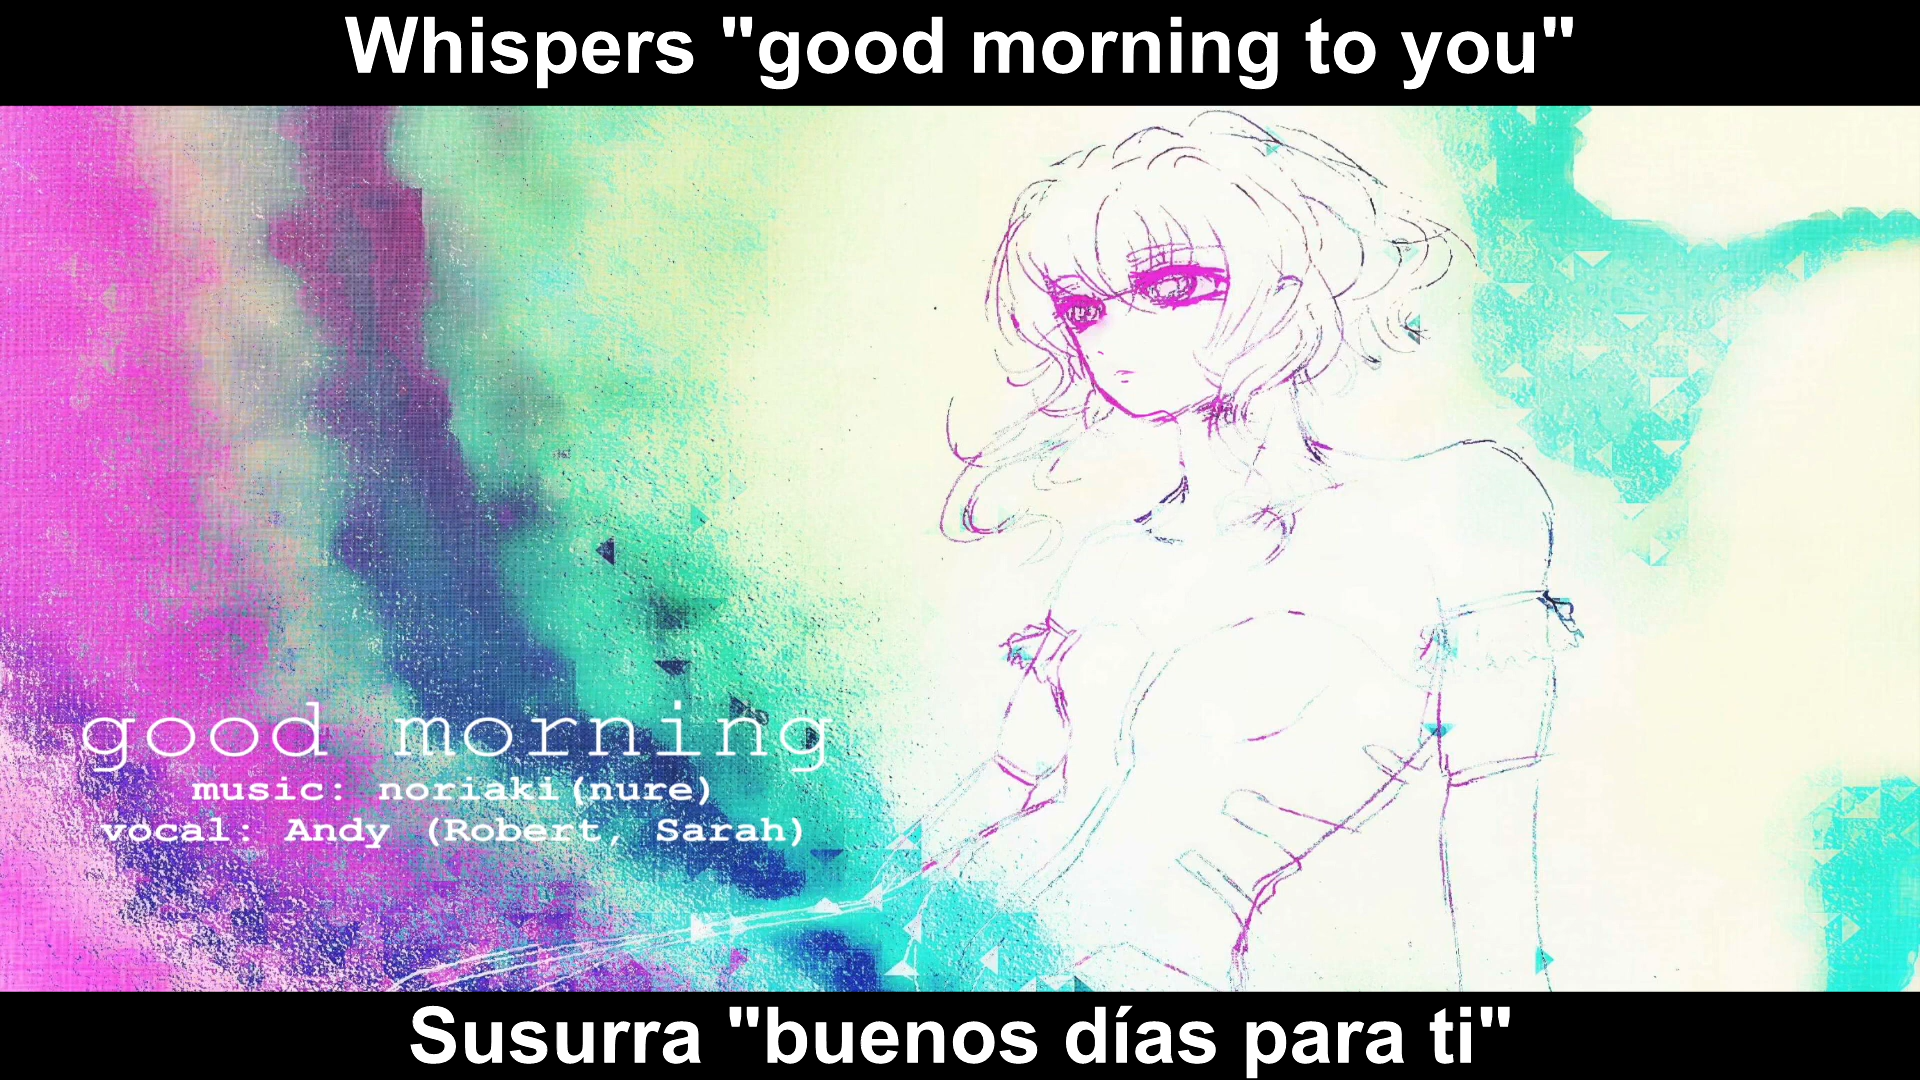 Whispers "good morning to you"
good morning
music: noriaki(nure)
vocal: Andy (Robert, Sarah)
Susurra "buenos días para ti"